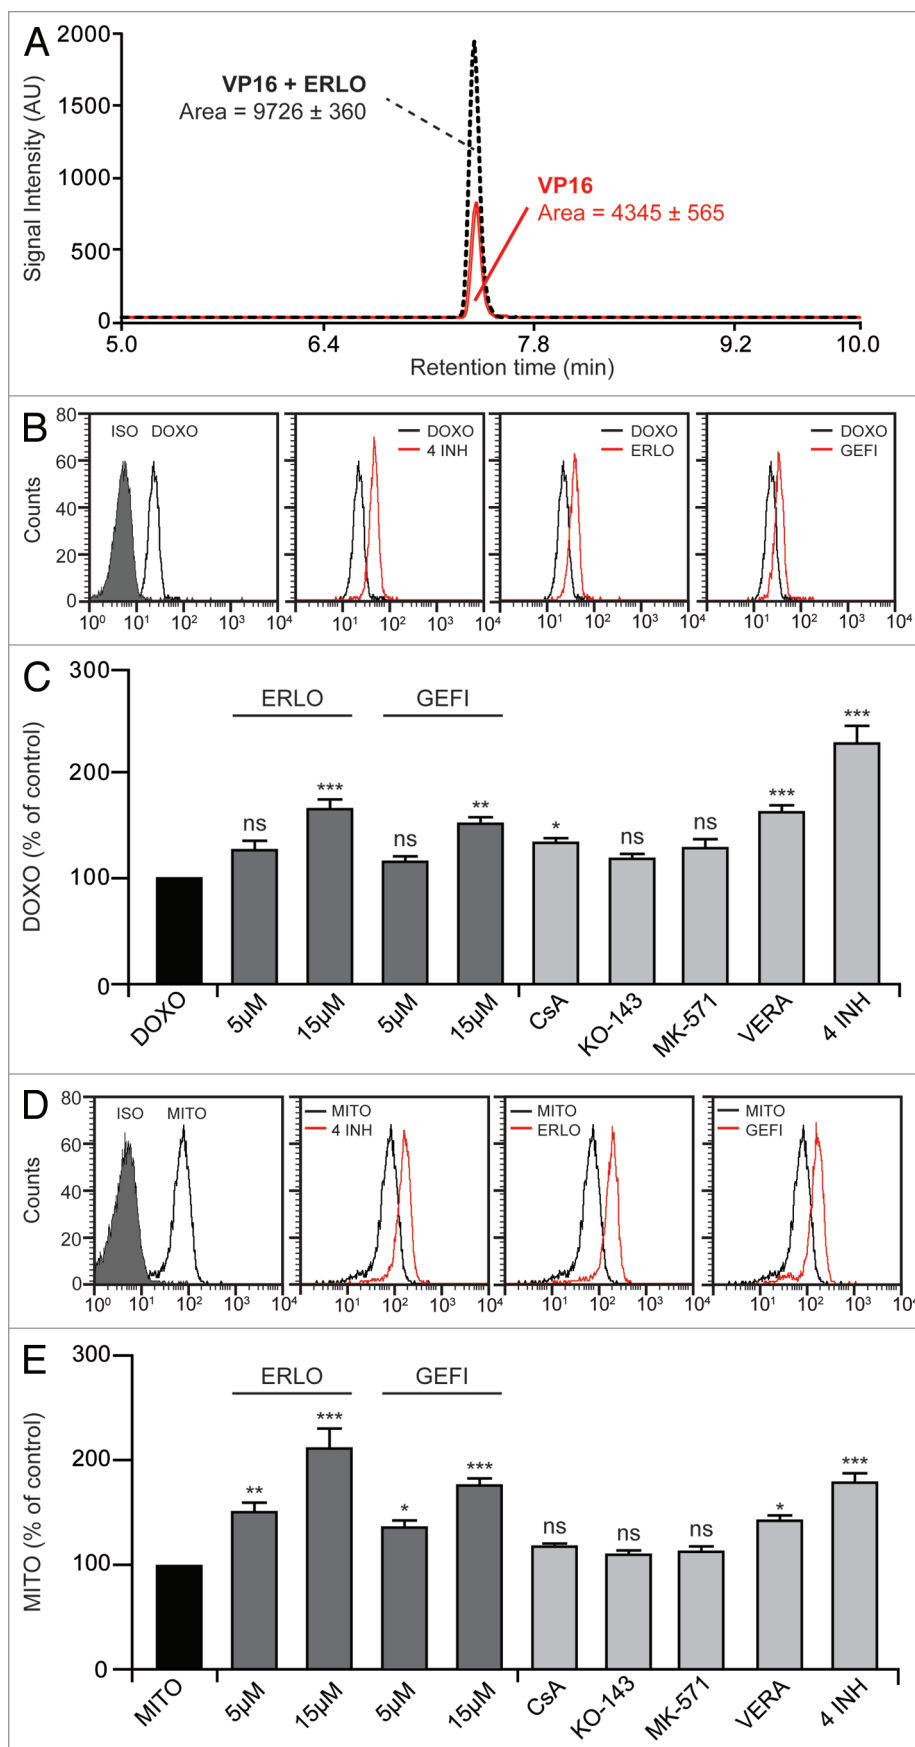 A
2000
1500
1000
500
0
Signal Intensity (AU)
VP16 + ERLO
Area = 9726 ± 360
VP16
Area = 4345 ± 565
5.0 6.4 7.8 9.2 10.0
Retention time (min)
B
80
60
40
20
0
Counts
ISO DOXO
DOXO
4 INH
DOXO
ERLO
DOXO
GEFI
10⁰ 10¹ 10² 10³ 10⁴
10¹ 10² 10³ 10⁴
10¹ 10² 10³ 10⁴
10¹ 10² 10³ 10⁴
C
300
200
100
0
DOXO (% of control)
ERLO GEFI
ns *** ns ** * ns ns *** ***
DOXO 5µM 15µM 5µM 15µM CsA KO-143 MK-571 VERA 4 INH
D
80
60
40
20
0
Counts
ISO MITO
MITO
4 INH
MITO
ERLO
MITO
GEFI
10⁰ 10¹ 10² 10³ 10⁴
10¹ 10² 10³ 10⁴
10¹ 10² 10³ 10⁴
10¹ 10² 10³ 10⁴
E
300
200
100
0
MITO (% of control)
ERLO GEFI
** *** * *** ns ns ns * ***
MITO 5µM 15µM 5µM 15µM CsA KO-143 MK-571 VERA 4 INH